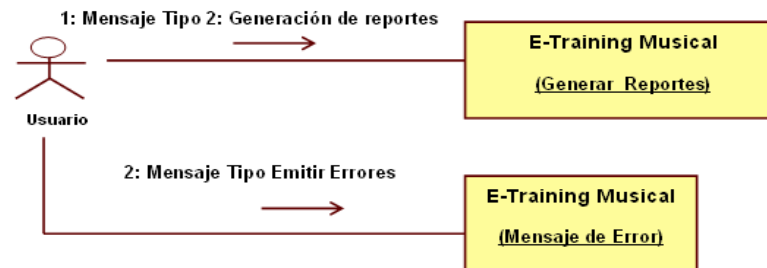 1: Mensaje Tipo 2: Generación de reportes
E-Training Musical
(Generar Reportes)
Usuario
2: Mensaje Tipo Emitir Errores
E-Training Musical
(Mensaje de Error)